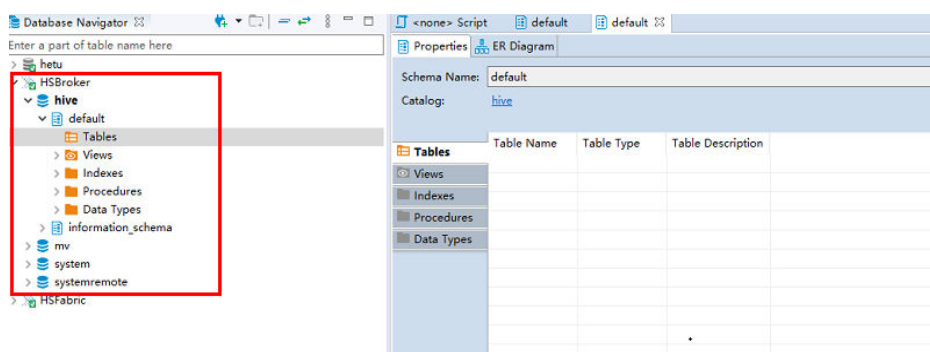 Database Navigator
Enter a part of table name here
hetu
HSBroker
hive
default
Tables
Views
Indexes
Procedures
Data Types
information_schema
mv
system
systemremote
HSFabric
<none> Script default default
Properties ER Diagram
Schema Name: default
Catalog: hive
Tables
Views
Indexes
Procedures
Data Types
Table Name Table Type Table Description